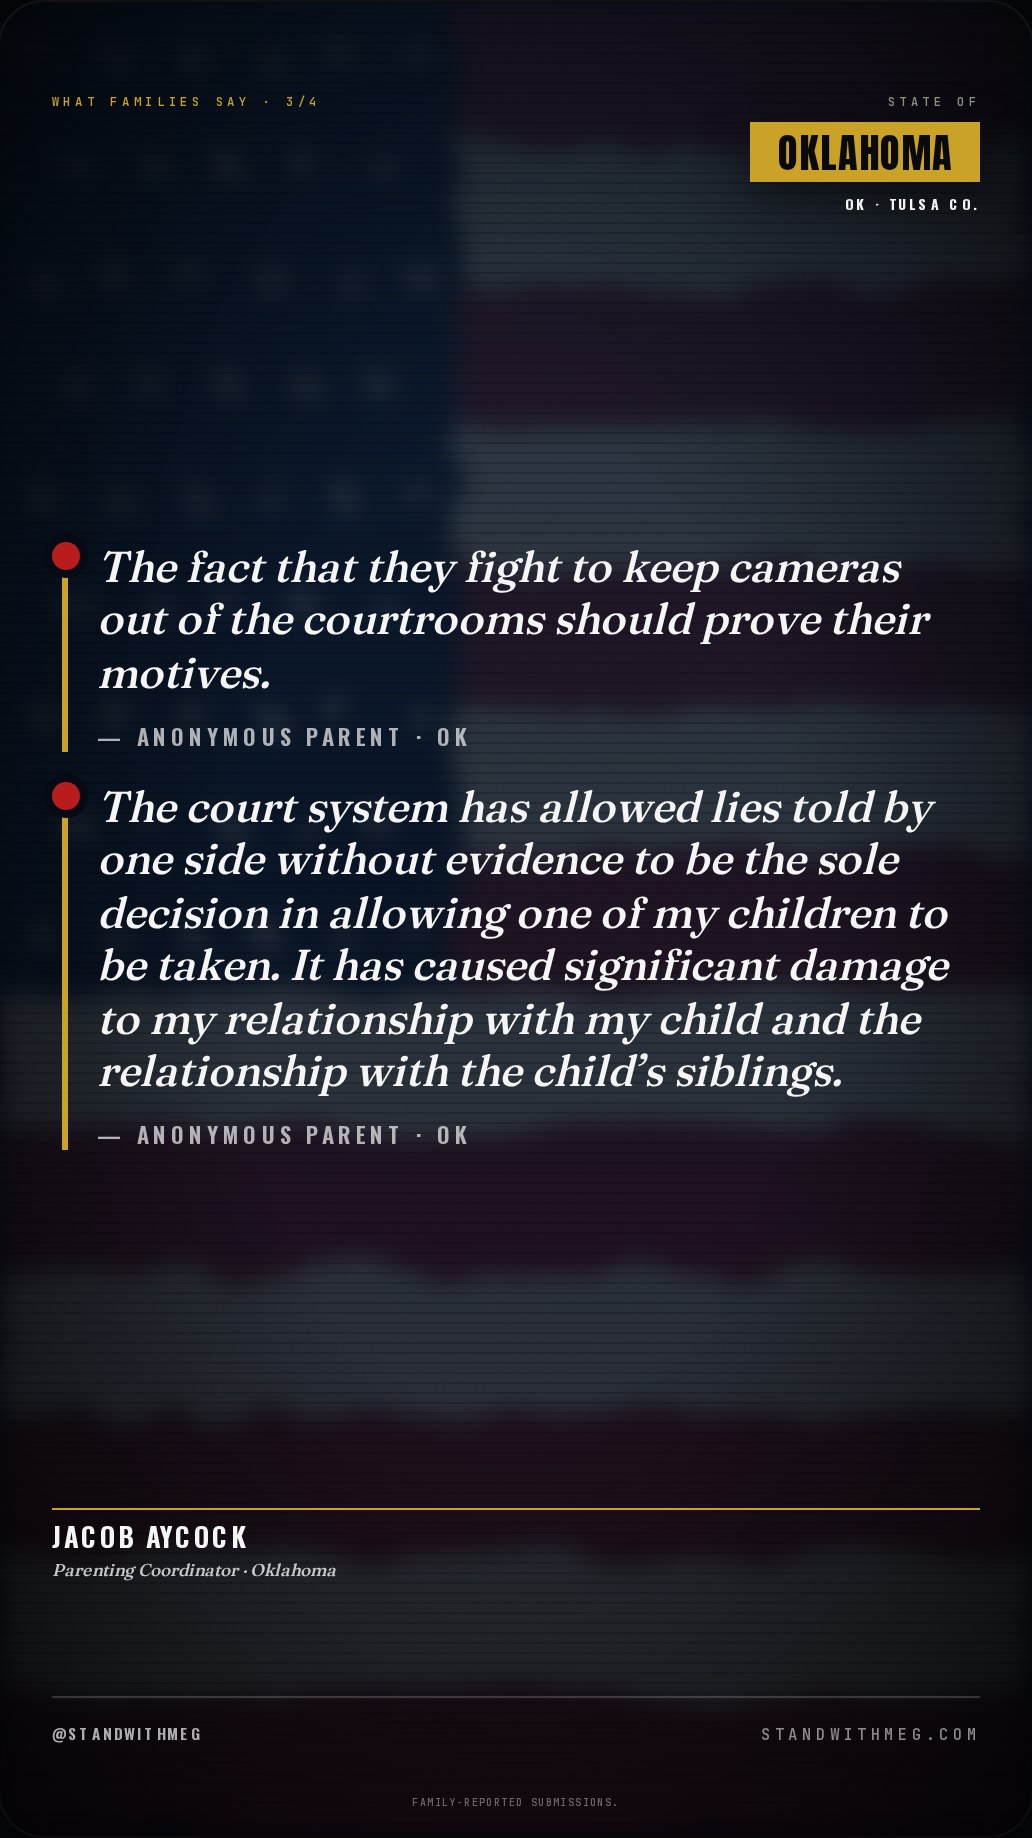 WHAT FAMILIES SAY · 3/4
STATE OF
OKLAHOMA
OK · TULSA CO.
The fact that they fight to keep cameras
out of the courtrooms should prove their
motives.
— ANONYMOUS PARENT · OK
The court system has allowed lies told by
one side without evidence to be the sole
decision in allowing one of my children to
be taken. It has caused significant damage
to my relationship with my child and the
relationship with the child’s siblings.
— ANONYMOUS PARENT · OK
JACOB AYCOCK
Parenting Coordinator · Oklahoma
@STANDWITHMEG
STANDWITHMEG.COM
FAMILY-REPORTED SUBMISSIONS.